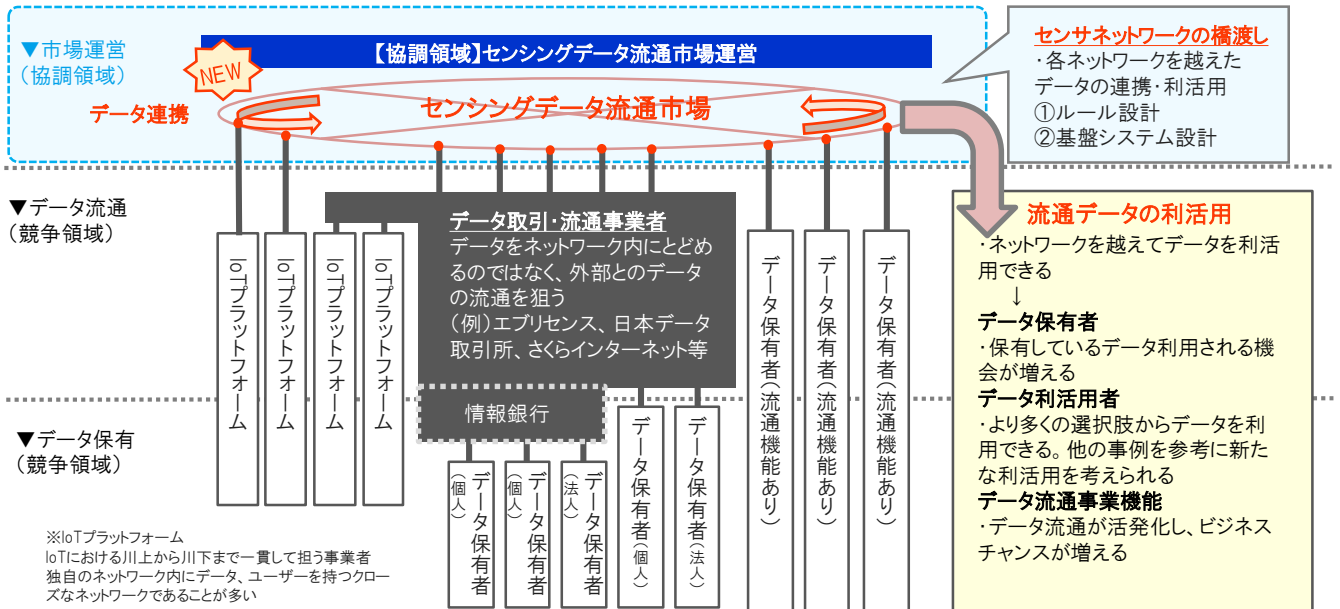 ▼市場運営
（協調領域）
NEW
【協調領域】センシングデータ流通市場運営
データ連携
センシングデータ流通市場
センサネットワークの橋渡し
・各ネットワークを越えた
データの連携・利活用
①ルール設計
②基盤システム設計
▼データ流通
（競争領域）
IoTプラットフォーム
IoTプラットフォーム
IoTプラットフォーム
IoTプラットフォーム
データ取引・流通事業者
データをネットワーク内にとどめ
るのではなく、外部とのデータ
の流通を狙う
（例）エブリセンス、日本データ
取引所、さくらインターネット等
データ保有者（流通機能あり）
データ保有者（流通機能あり）
データ保有者（流通機能あり）
流通データの利活用
・ネットワークを越えてデータを利活
用できる
↓
データ保有者
・保有しているデータ利用される機
会が増える
データ利活用者
・より多くの選択肢からデータを利
用できる。他の事例を参考に新た
な利活用を考えられる
データ流通事業機能
・データ流通が活発化し、ビジネス
チャンスが増える
▼データ保有
（競争領域）
情報銀行
データ保有者
（個人）
データ保有者
（個人）
データ保有者
（法人）
データ保有者（個人）
データ保有者（法人）
※IoTプラットフォーム
IoTにおける川上から川下まで一貫して担う事業者
独自のネットワーク内にデータ、ユーザーを持つクロー
ズなネットワークであることが多い